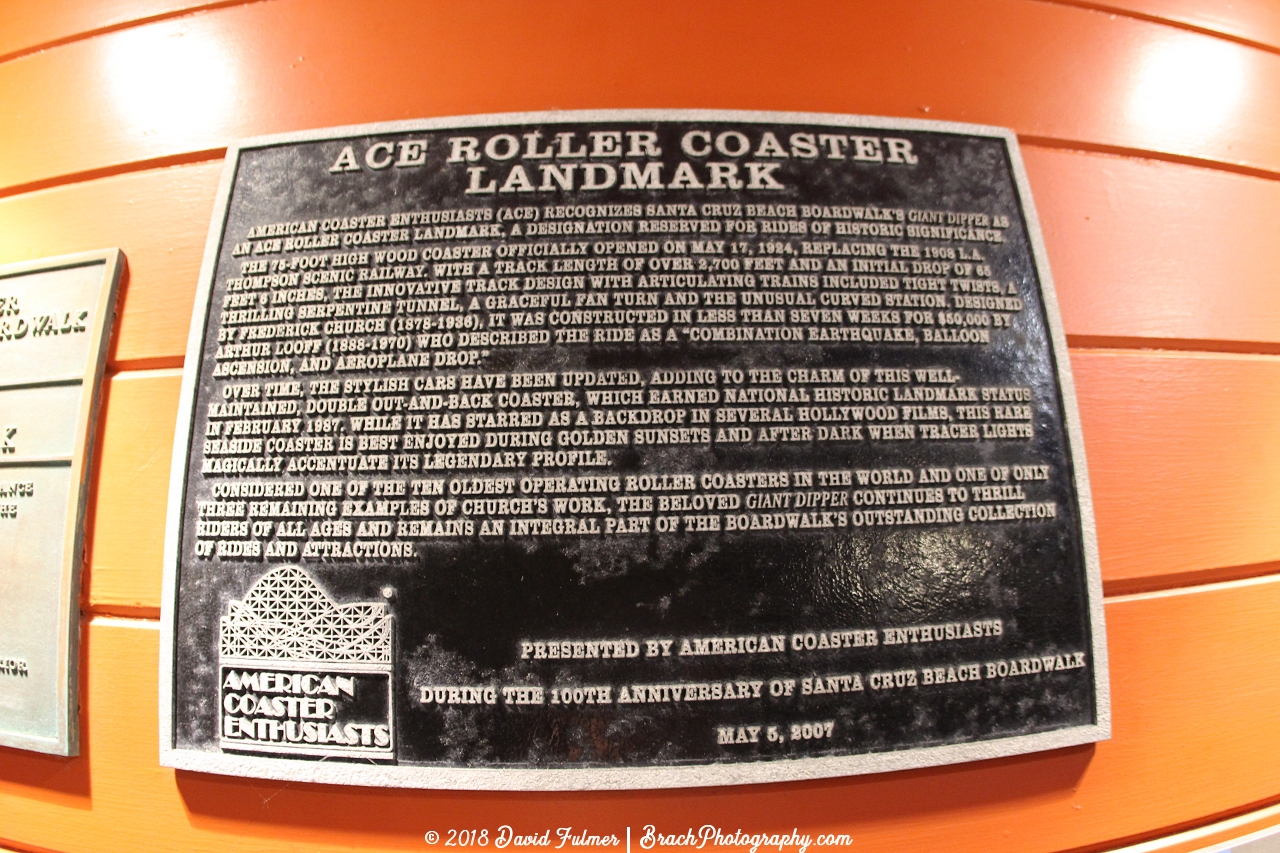 ER
RDWALK
K
ANCE
HE
ACE ROLLER COASTER
LANDMARK
AMERICAN COASTER ENTHUSIASTS (ACE) RECOGNIZES SANTA CRUZ BEACH BOARDWALK'S GIANT DIPPER AS
AN ACE ROLLER COASTER LANDMARK, A DESIGNATION RESERVED FOR RIDES OF HISTORIC SIGNIFICANCE.
THE 75-FOOT HIGH WOOD COASTER OFFICIALLY OPENED ON MAY 17, 1924, REPLACING THE 1908 L.A.
THOMPSON SCENIC RAILWAY. WITH A TRACK LENGTH OF OVER 2,700 FEET AND AN INITIAL DROP OF 65
FEET 6 INCHES, THE INNOVATIVE TRACK DESIGN WITH ARTICULATING TRAINS INCLUDED TIGHT TWISTS, A
THRILLING SERPENTINE TUNNEL, A GRACEFUL FAN TURN AND THE UNUSUAL CURVED STATION. DESIGNED
BY FREDERICK CHURCH (1878-1936), IT WAS CONSTRUCTED IN LESS THAN SEVEN WEEKS FOR $50,000 BY
ARTHUR LOOFF (1888-1970) WHO DESCRIBED THE RIDE AS A "COMBINATION EARTHQUAKE, BALLOON
ASCENSION, AND AEROPLANE DROP."
OVER TIME, THE STYLISH CARS HAVE BEEN UPDATED, ADDING TO THE CHARM OF THIS WELL-
MAINTAINED, DOUBLE OUT-AND-BACK COASTER, WHICH EARNED NATIONAL HISTORIC LANDMARK STATUS
IN FEBRUARY 1987. WHILE IT HAS STARRED AS A BACKDROP IN SEVERAL HOLLYWOOD FILMS, THIS RARE
SEASIDE COASTER IS BEST ENJOYED DURING GOLDEN SUNSETS AND AFTER DARK WHEN TRACER LIGHTS
MAGICALLY ACCENTUATE ITS LEGENDARY PROFILE.
CONSIDERED ONE OF THE TEN OLDEST OPERATING ROLLER COASTERS IN THE WORLD AND ONE OF ONLY
THREE REMAINING EXAMPLES OF CHURCH'S WORK, THE BELOVED GIANT DIPPER CONTINUES TO THRILL
RIDERS OF ALL AGES AND REMAINS AN INTEGRAL PART OF THE BOARDWALK'S OUTSTANDING COLLECTION
OF RIDES AND ATTRACTIONS.
AMERICAN
COASTER
ENTHUSIASTS
®
PRESENTED BY AMERICAN COASTER ENTHUSIASTS
DURING THE 100TH ANNIVERSARY OF SANTA CRUZ BEACH BOARDWALK
MAY 5, 2007
© 2018 David Fulmer | BrachPhotography.com